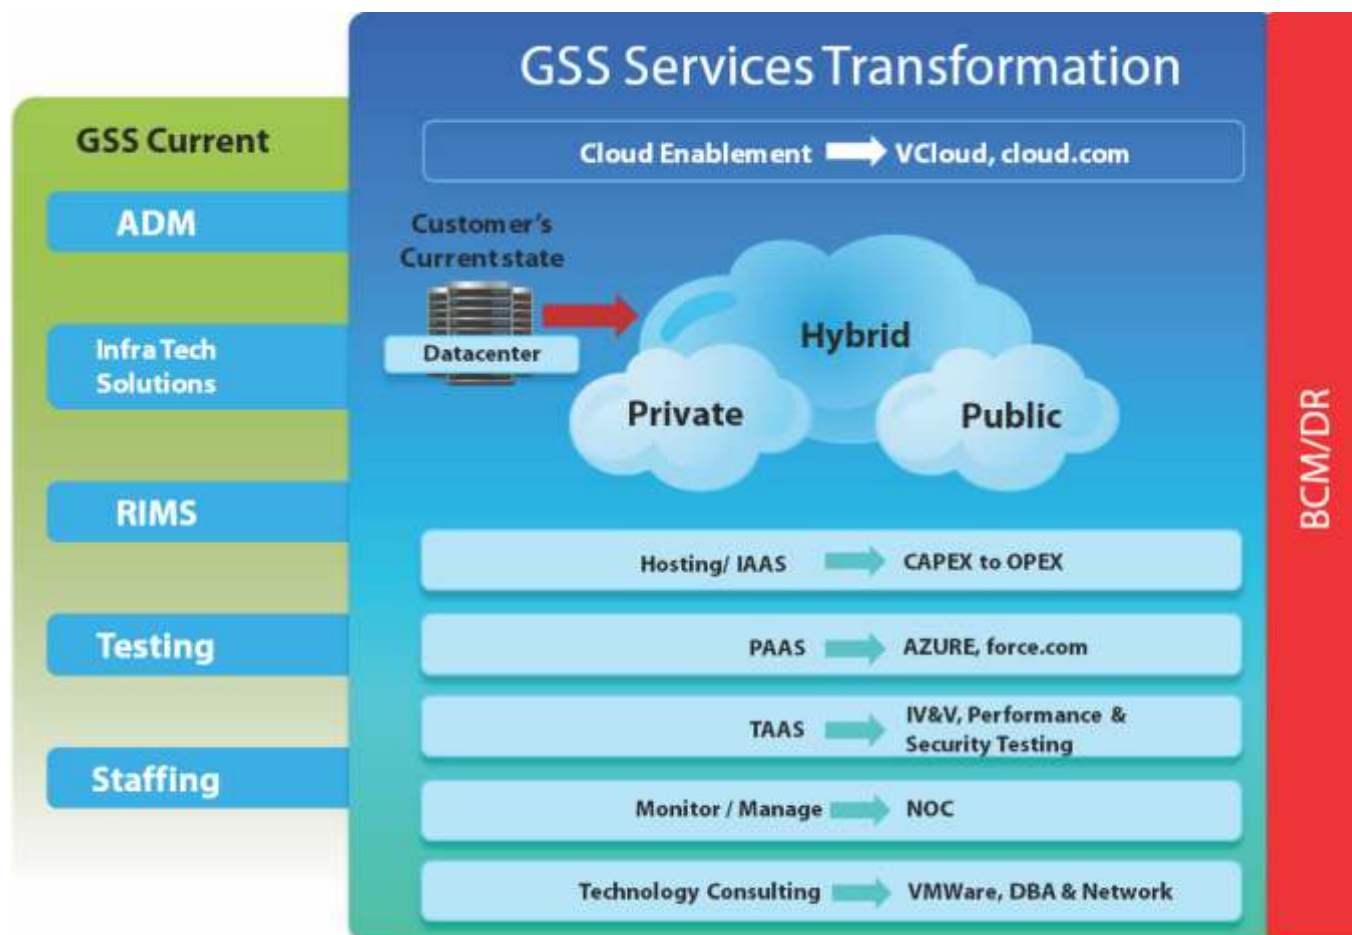 GSS Services Transformation
GSS Current
Cloud Enablement VCloud, cloud.com
ADM
Customer's
Current state
Datacenter
Hybrid
Private
Public
Infra Tech
Solutions
RIMS
Testing
Staffing
Hosting/ IAAS CAPEX to OPEX
PAAS AZURE, force.com
TAAS IV&V, Performance &
Security Testing
Monitor / Manage NOC
Technology Consulting VMWare, DBA & Network
BCM/DR